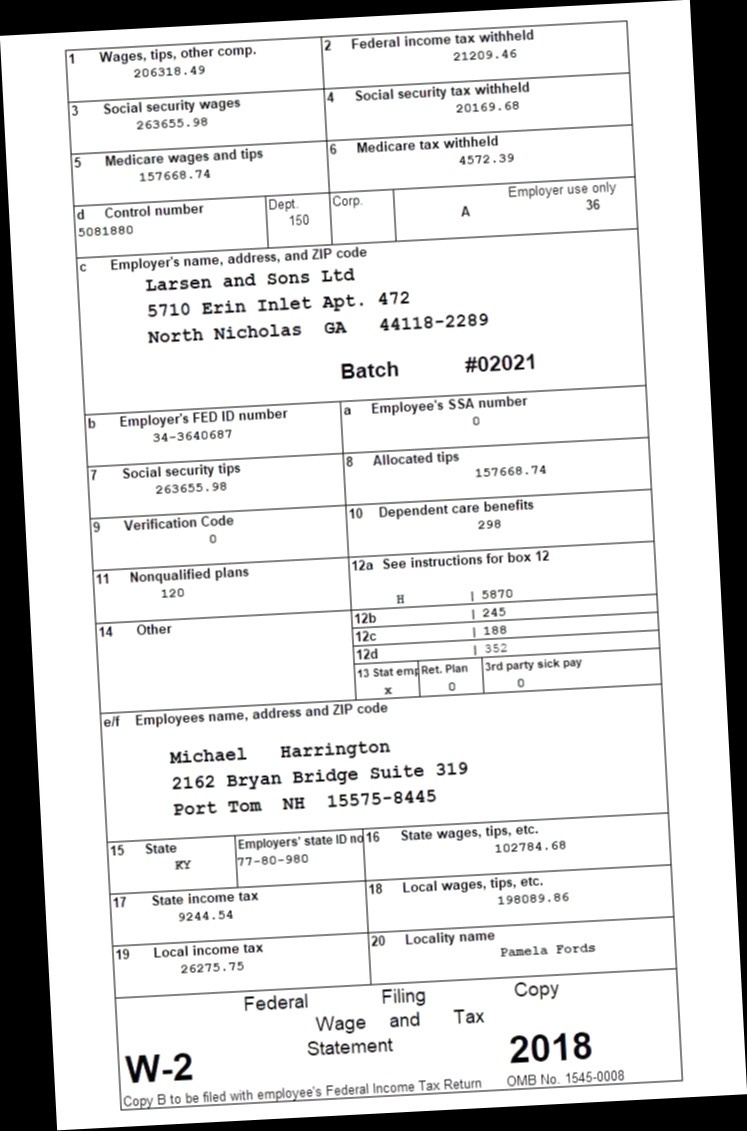 1 Wages, tips, other comp.
206318.49
2 Federal income tax withheld
21209.46
3 Social security wages
263655.98
4 Social security tax withheld
20169.68
5 Medicare wages and tips
157668.74
6 Medicare tax withheld
4572.39
d Control number
5081880
Dept.
150
Corp.
Employer use only
A 36
c Employer's name, address, and ZIP code
Larsen and Sons Ltd
5710 Erin Inlet Apt. 472
North Nicholas GA 44118-2289
Batch #02021
b Employer's FED ID number
34-3640687
a Employee's SSA number
0
7 Social security tips
263655.98
8 Allocated tips
157668.74
9 Verification Code
0
10 Dependent care benefits
298
11 Nonqualified plans
120
12a See instructions for box 12
H | 5870
14 Other
12b | 245
12c | 188
12d | 352
13 Stat emp Ret. Plan 3rd party sick pay
x 0 0
e/f Employees name, address and ZIP code
Michael Harrington
2162 Bryan Bridge Suite 319
Port Tom NH 15575-8445
15 State
KY
Employers' state ID no
77-80-980
16 State wages, tips, etc.
102784.68
17 State income tax
9244.54
18 Local wages, tips, etc.
198089.86
19 Local income tax
26275.75
20 Locality name
Pamela Fords
Federal Filing Copy
Wage and Tax
Statement
W-2
2018
Copy B to be filed with employee's Federal Income Tax Return OMB No. 1545-0008